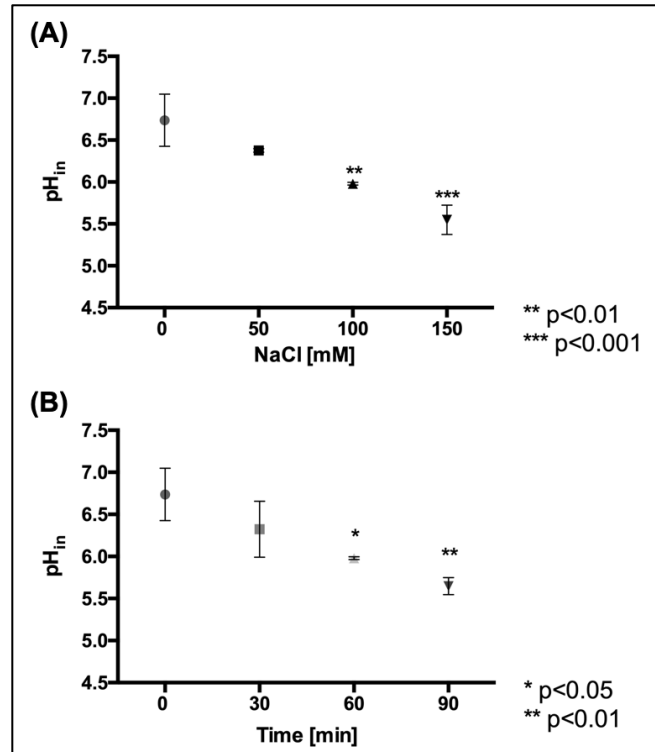 (A)
7.5
7.0
6.5
6.0
5.5
5.0
4.5
pHin
**
***
0 50 100 150
NaCl [mM]
** p<0.01
*** p<0.001
(B)
7.5
7.0
6.5
6.0
5.5
5.0
4.5
pHin
*
**
0 30 60 90
Time [min]
* p<0.05
** p<0.01